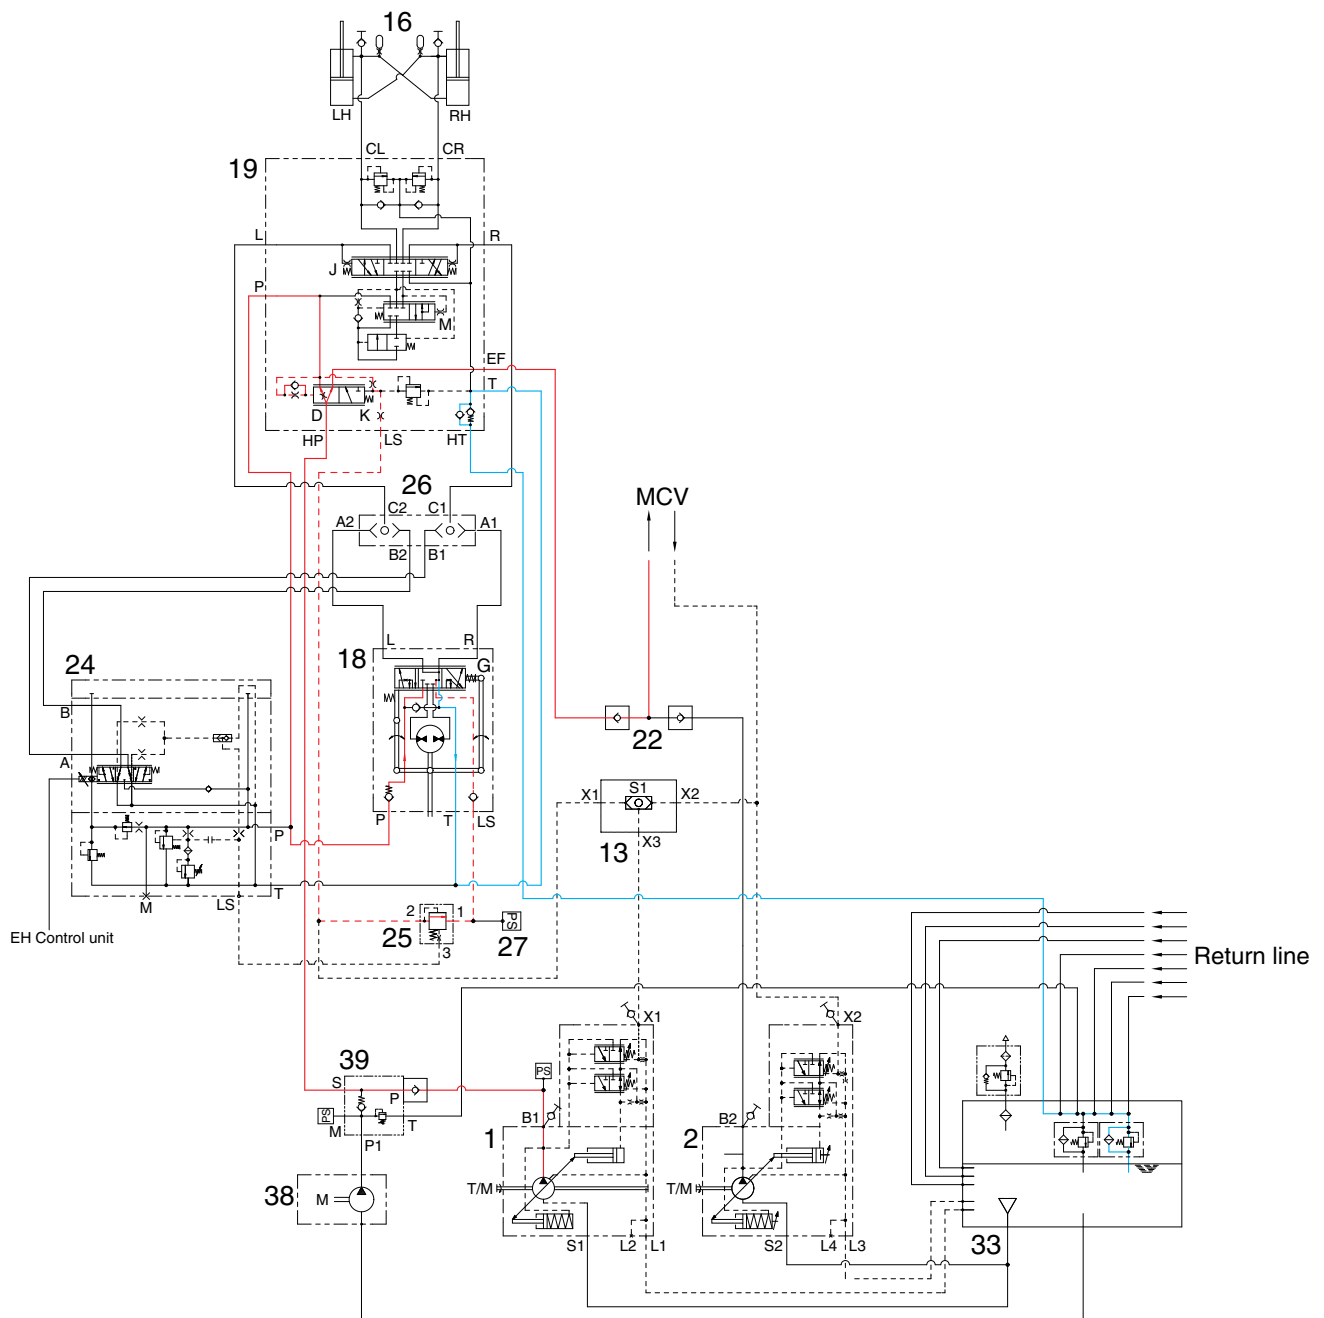 16
LH
RH
CL
CR
19
L
R
J
P
M
EF
T
D
K
HP
LS
HT
26
MCV
C2
C1
A2
A1
B2
B1
L
R
18
G
24
B
A
22
S1
X1
X2
P
T
LS
P
X3
13
M
LS
T
2
1
PS
EH Control unit
25
27
3
Return line
X1
X2
39
PS
S
P
PS
M
T
B1
B2
P1
1
2
38
M
T/M
T/M
S1
L2
L1
S2
L4
L3
33